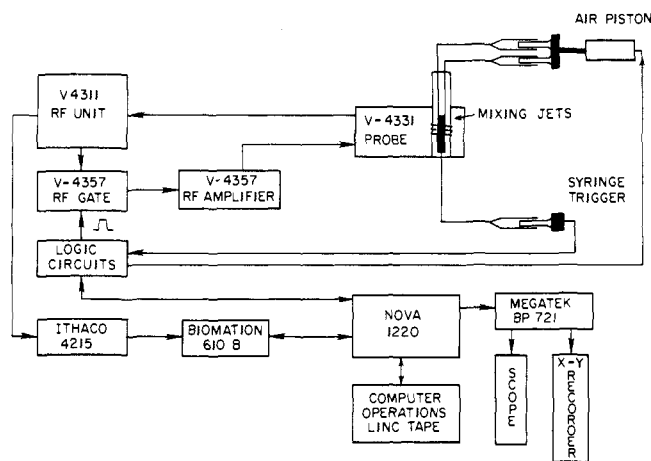 AIR PISTON
V4311
RF UNIT
V-4331
PROBE
MIXING JETS
V-4357
RF GATE
V-4357
RF AMPLIFIER
SYRINGE
TRIGGER
LOGIC
CIRCUITS
ITHACO
4215
BIOMATION
610 B
NOVA
1220
MEGATEK
BP 721
COMPUTER
OPERATIONS
LINC TAPE
SCOPE
X-Y
RECORDER